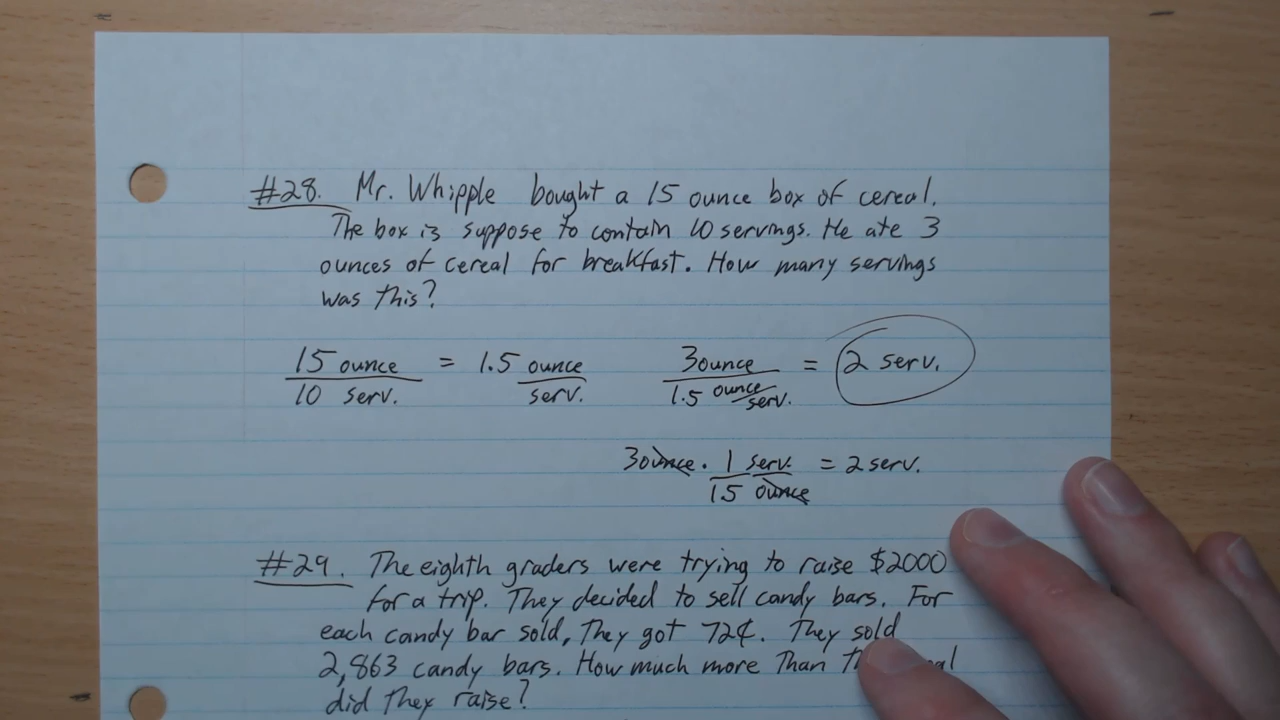 #28. Mr. Whipple bought a 15 ounce box of cereal.
The box is suppose to contain 10 servings. He ate 3
ounces of cereal for breakfast. How many servings
was this?
15 ounce / 10 serv. = 1.5 ounce / serv.
3 ounce / 1.5 ounce/serv. = 2 serv.
3 ounce · 1 serv. / 1.5 ounce = 2 serv.
#29. The eighth graders were trying to raise $2000
for a trip. They decided to sell candy bars. For
each candy bar sold, they got 72¢. They sold
2,863 candy bars. How much more than
did they raise?